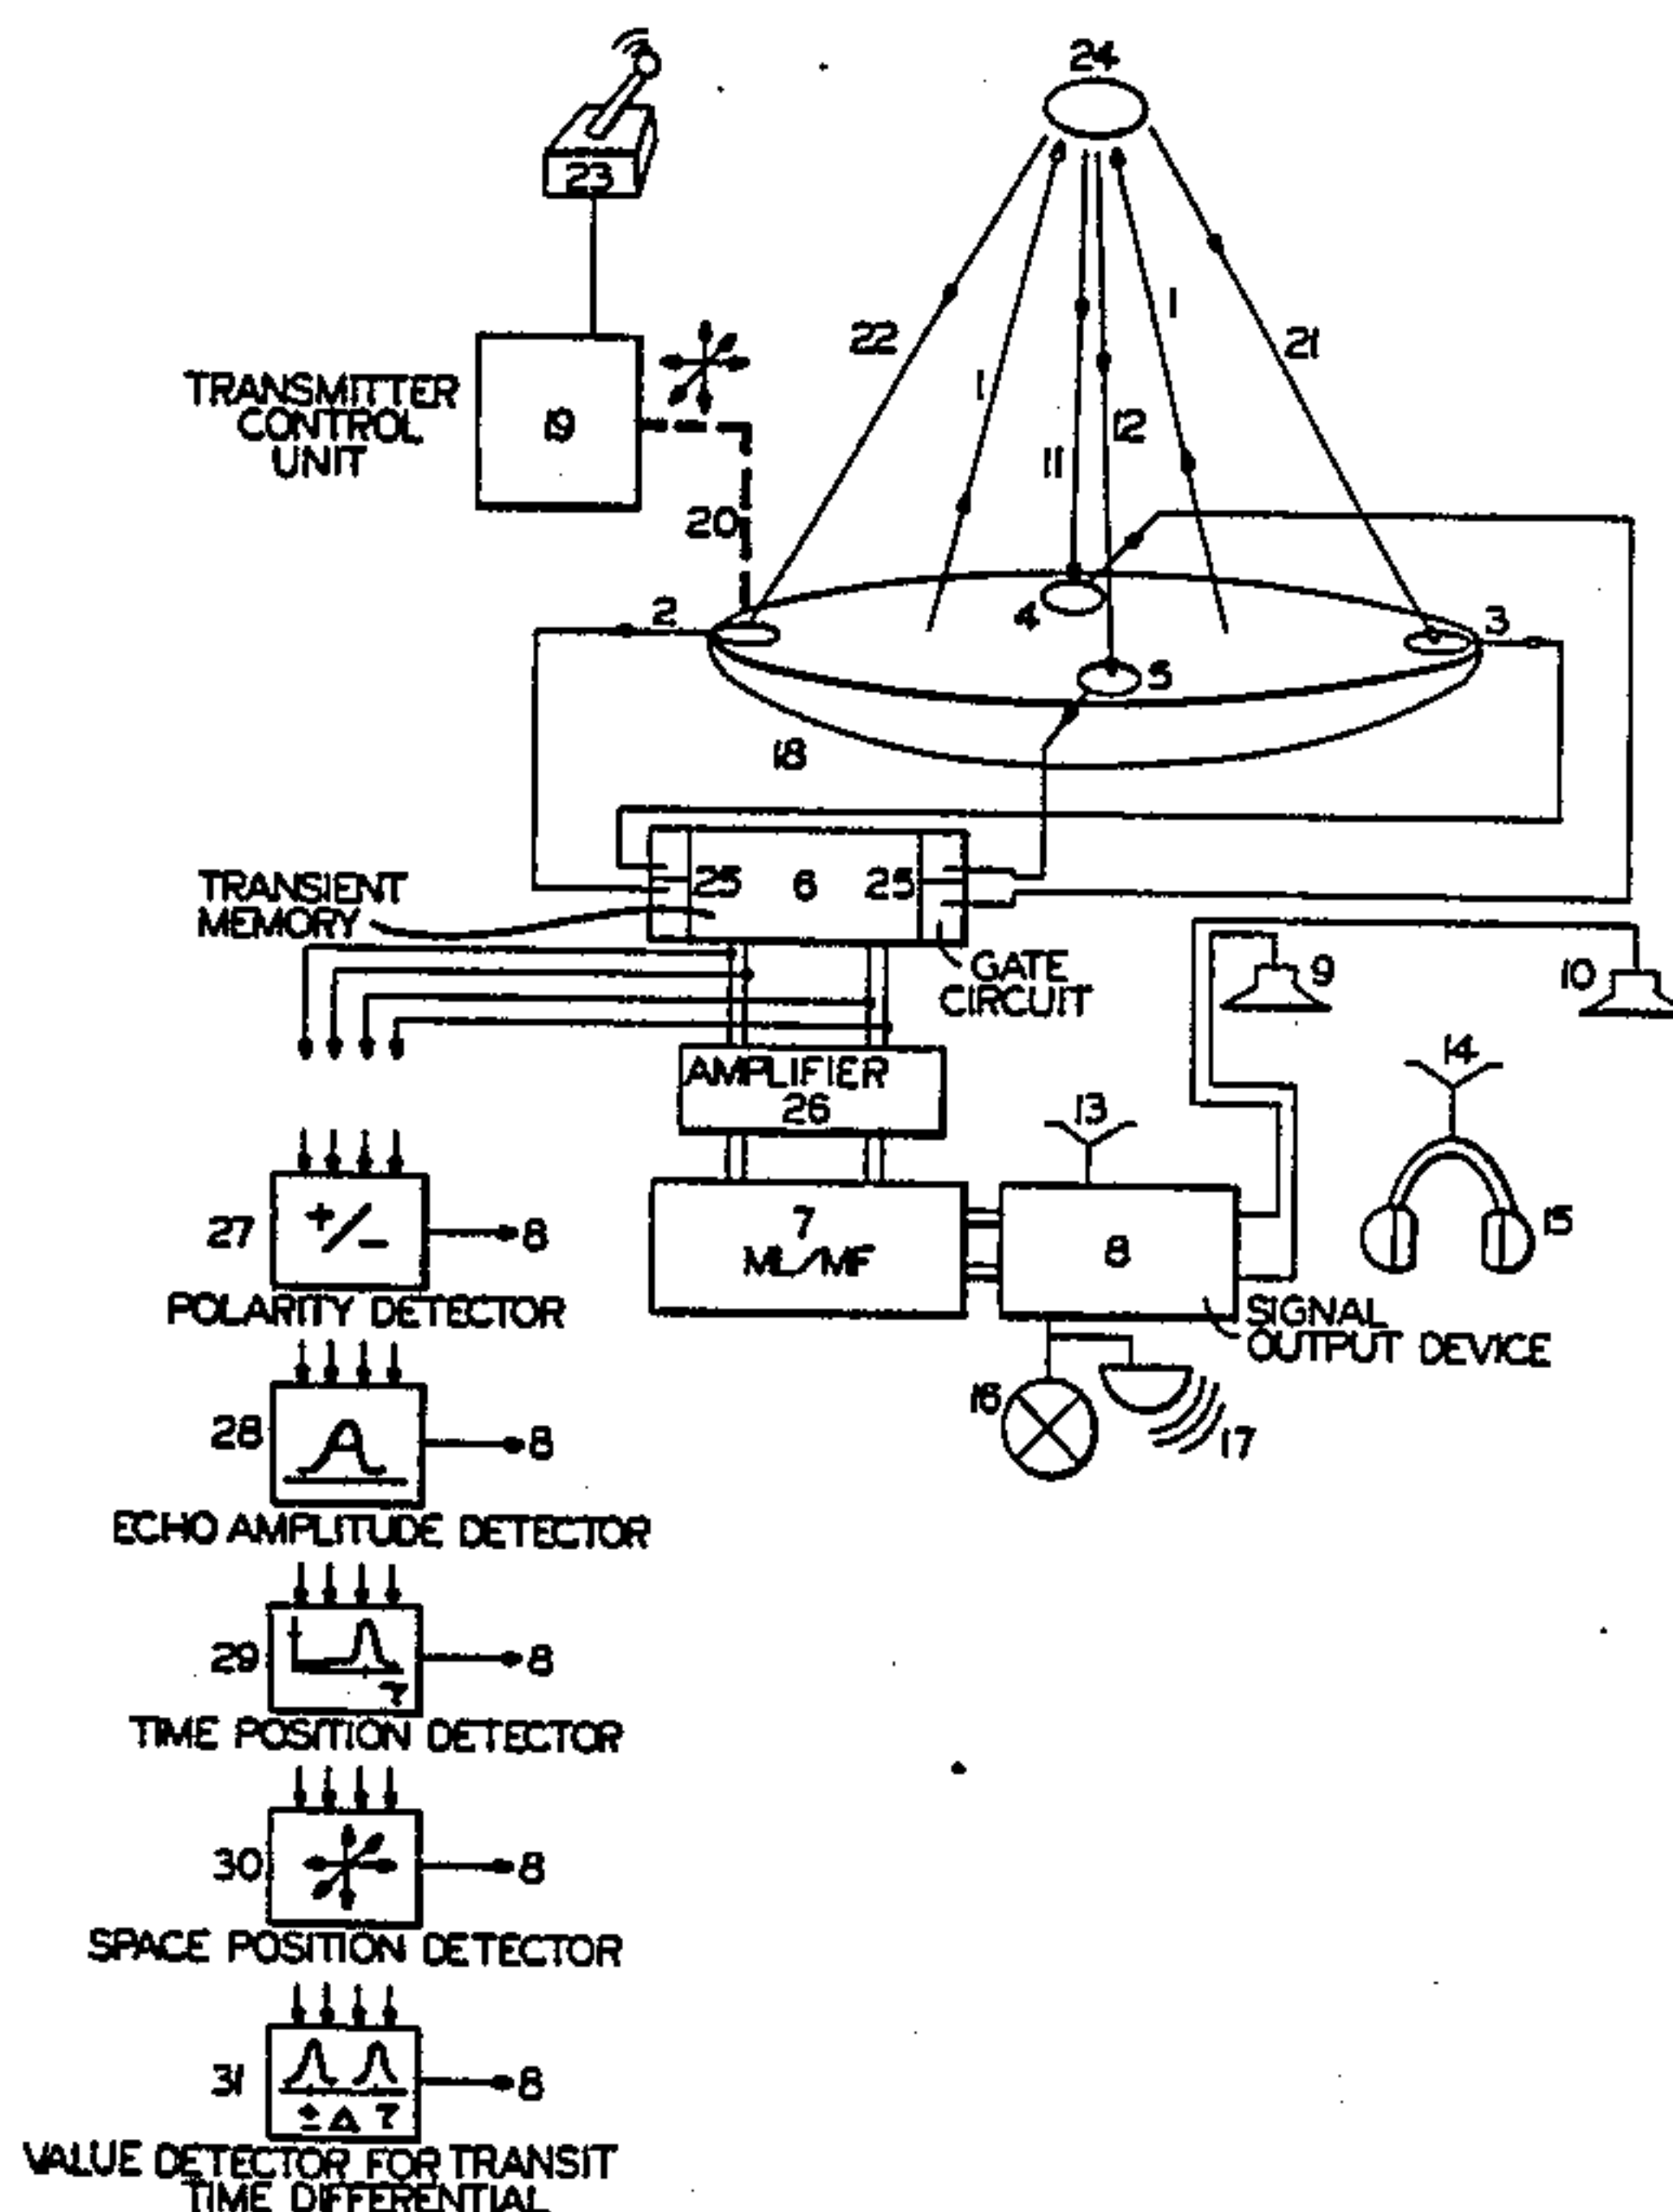 24
23
22
1
1
21
TRANSMITTER
CONTROL
UNIT
19
11
12
20
2
4
3
5
18
TRANSIENT
MEMORY
25
6
25
GATE
CIRCUIT
9
10
AMPLIFIER
26
14
13
15
27
+/-
8
7
ML/MF
8
POLARITY DETECTOR
SIGNAL
OUTPUT DEVICE
28
8
16
17
ECHO AMPLITUDE DETECTOR
29
τ
8
TIME POSITION DETECTOR
30
8
SPACE POSITION DETECTOR
31
± Δ τ
8
VALUE DETECTOR FOR TRANSIT
TIME DIFFERENTIAL